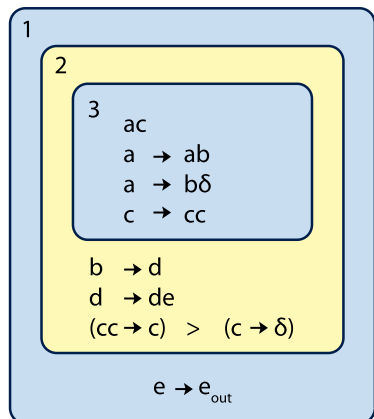 1
2
3
ac
a → ab
a → bδ
c → cc
b → d
d → de
(cc → c) > (c → δ)
e → e_out